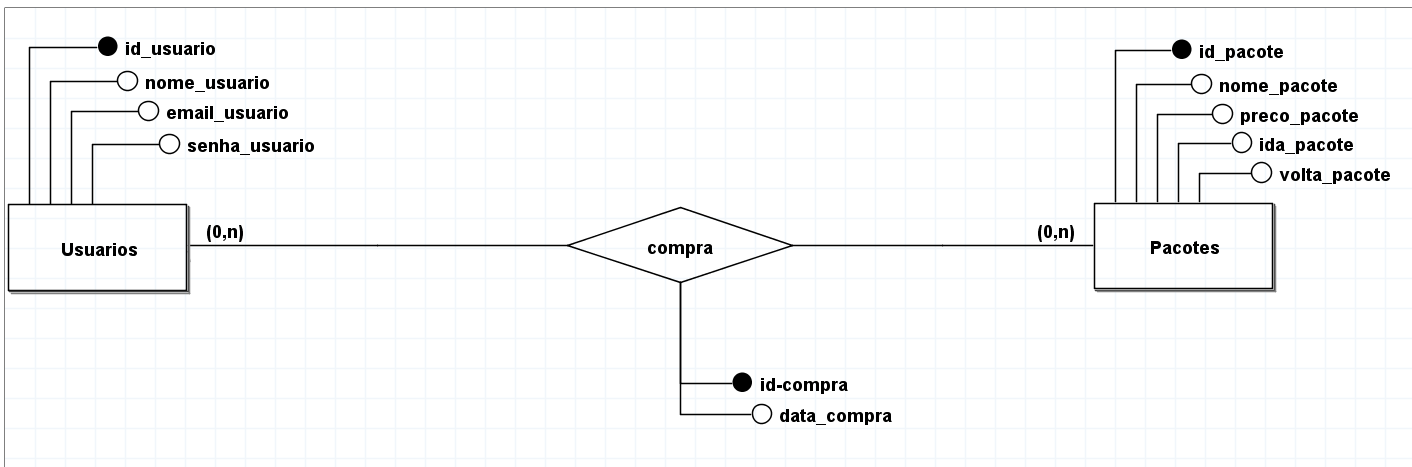 id_usuario
nome_usuario
email_usuario
senha_usuario
Usuarios
(0,n)
compra
(0,n)
id_pacote
nome_pacote
preco_pacote
ida_pacote
volta_pacote
Pacotes
id-compra
data_compra